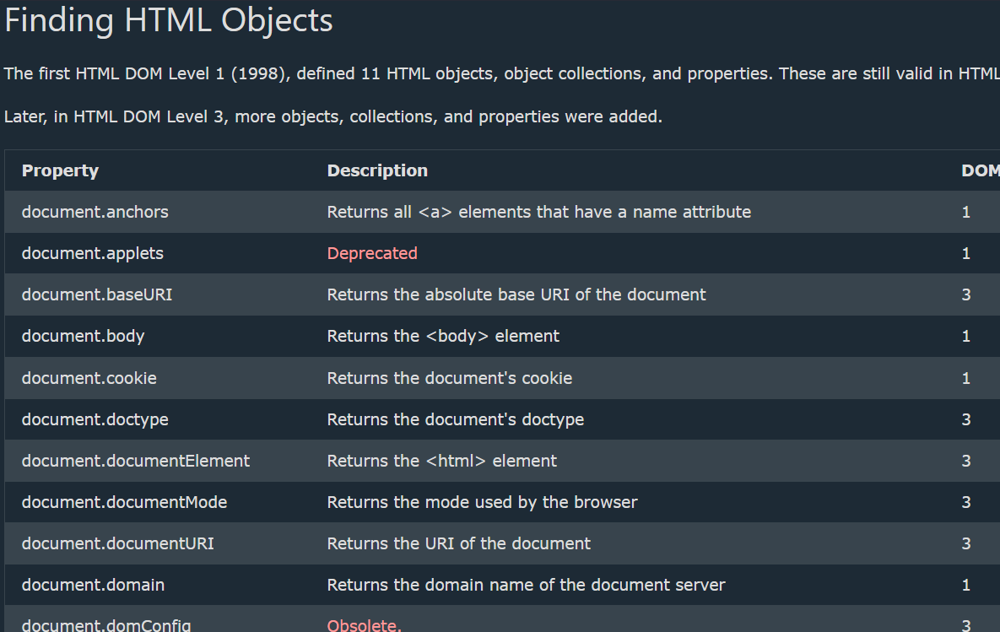 Finding HTML Objects
The first HTML DOM Level 1 (1998), defined 11 HTML objects, object collections, and properties. These are still valid in HTML
Later, in HTML DOM Level 3, more objects, collections, and properties were added.
Property Description DOM
document.anchors Returns all <a> elements that have a name attribute 1
document.applets Deprecated 1
document.baseURI Returns the absolute base URI of the document 3
document.body Returns the <body> element 1
document.cookie Returns the document's cookie 1
document.doctype Returns the document's doctype 3
document.documentElement Returns the <html> element 3
document.documentMode Returns the mode used by the browser 3
document.documentURI Returns the URI of the document 3
document.domain Returns the domain name of the document server 1
document.domConfig Obsolete. 3